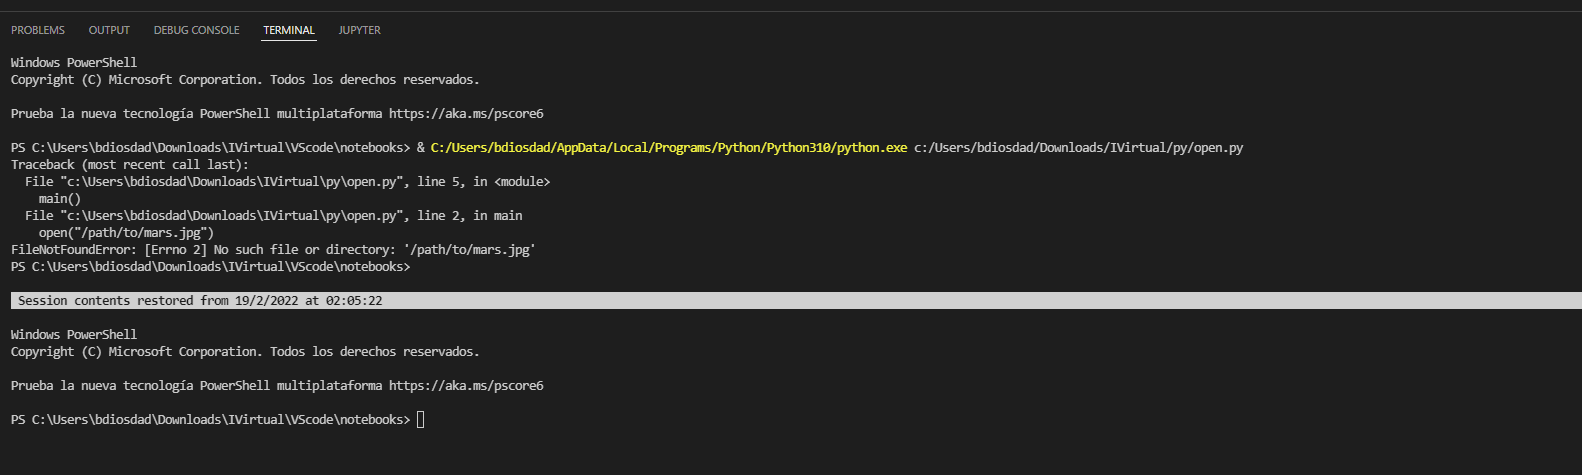 PROBLEMS OUTPUT DEBUG CONSOLE TERMINAL JUPYTER
Windows PowerShell
Copyright (C) Microsoft Corporation. Todos los derechos reservados.
Prueba la nueva tecnología PowerShell multiplataforma https://aka.ms/pscore6
PS C:\Users\bdiosdad\Downloads\IVirtual\VScode\notebooks> & C:/Users/bdiosdad/AppData/Local/Programs/Python/Python310/python.exe c:/Users/bdiosdad/Downloads/IVirtual/py/open.py
Traceback (most recent call last):
  File "c:\Users\bdiosdad\Downloads\IVirtual\py\open.py", line 5, in <module>
    main()
  File "c:\Users\bdiosdad\Downloads\IVirtual\py\open.py", line 2, in main
    open("/path/to/mars.jpg")
FileNotFoundError: [Errno 2] No such file or directory: '/path/to/mars.jpg'
PS C:\Users\bdiosdad\Downloads\IVirtual\VScode\notebooks>
Session contents restored from 19/2/2022 at 02:05:22
Windows PowerShell
Copyright (C) Microsoft Corporation. Todos los derechos reservados.
Prueba la nueva tecnología PowerShell multiplataforma https://aka.ms/pscore6
PS C:\Users\bdiosdad\Downloads\IVirtual\VScode\notebooks>